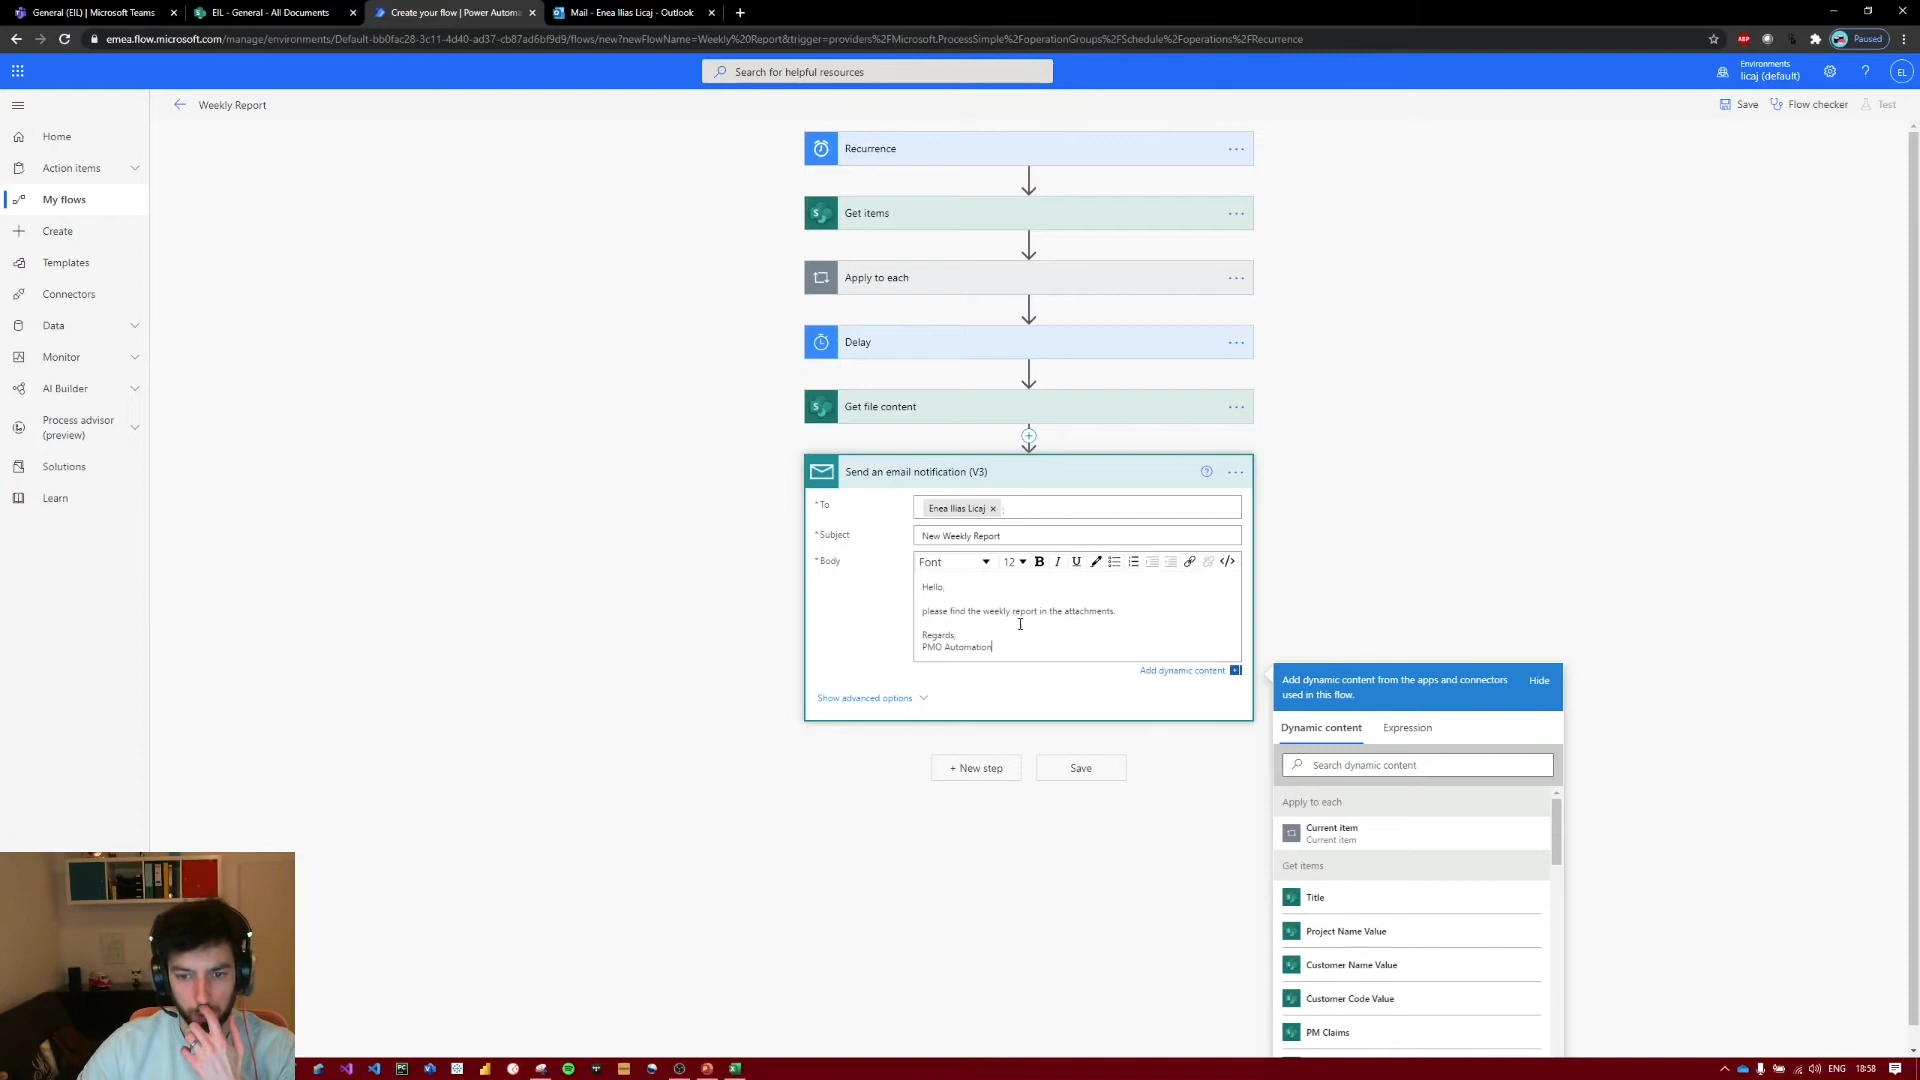 General (EIL) | Microsoft Teams
EIL - General - All Documents
Create your flow | Power Automa
Mail - Enea Ilias Licaj - Outlook
emea.flow.microsoft.com/manage/environments/Default-bb0fac28-3c11-4d40-ad37-cb87ad6bf9d9/flows/new?newFlowName=Weekly%20Report&trigger=providers%2FMicrosoft.ProcessSimple%2FoperationGroups%2FSchedule%2Foperations%2FRecurrence
ABP
Paused
Search for helpful resources
Environments
licaj (default)
EL
Weekly Report
Save
Flow checker
Test
Home
Action items
My flows
Create
Templates
Connectors
Data
Monitor
AI Builder
Process advisor
(preview)
Solutions
Learn
Recurrence
Get items
Apply to each
Delay
Get file content
Send an email notification (V3)
* To
Enea Ilias Licaj ×;
* Subject
New Weekly Report
* Body
Font
12
B I U </>
Hello,
please find the weekly report in the attachments.
Regards,
PMO Automation
Add dynamic content
Show advanced options
+ New step
Save
Add dynamic content from the apps and connectors
used in this flow.
Hide
Dynamic content
Expression
Search dynamic content
Apply to each
Current item
Current item
Get items
Title
Project Name Value
Customer Name Value
Customer Code Value
PM Claims
ENG
18:58